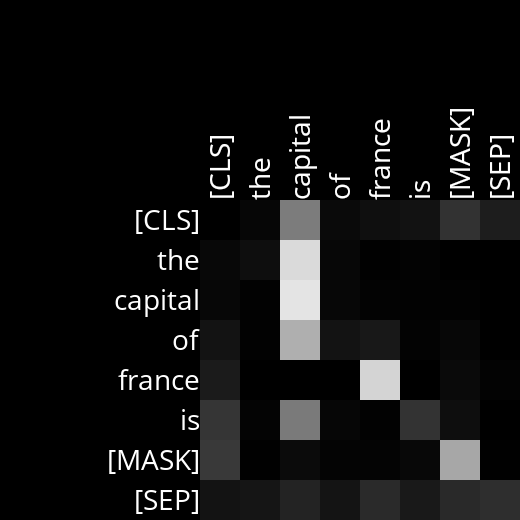 [CLS] the capital of france is [MASK] [SEP]
[CLS]
the
capital
of
france
is
[MASK]
[SEP]